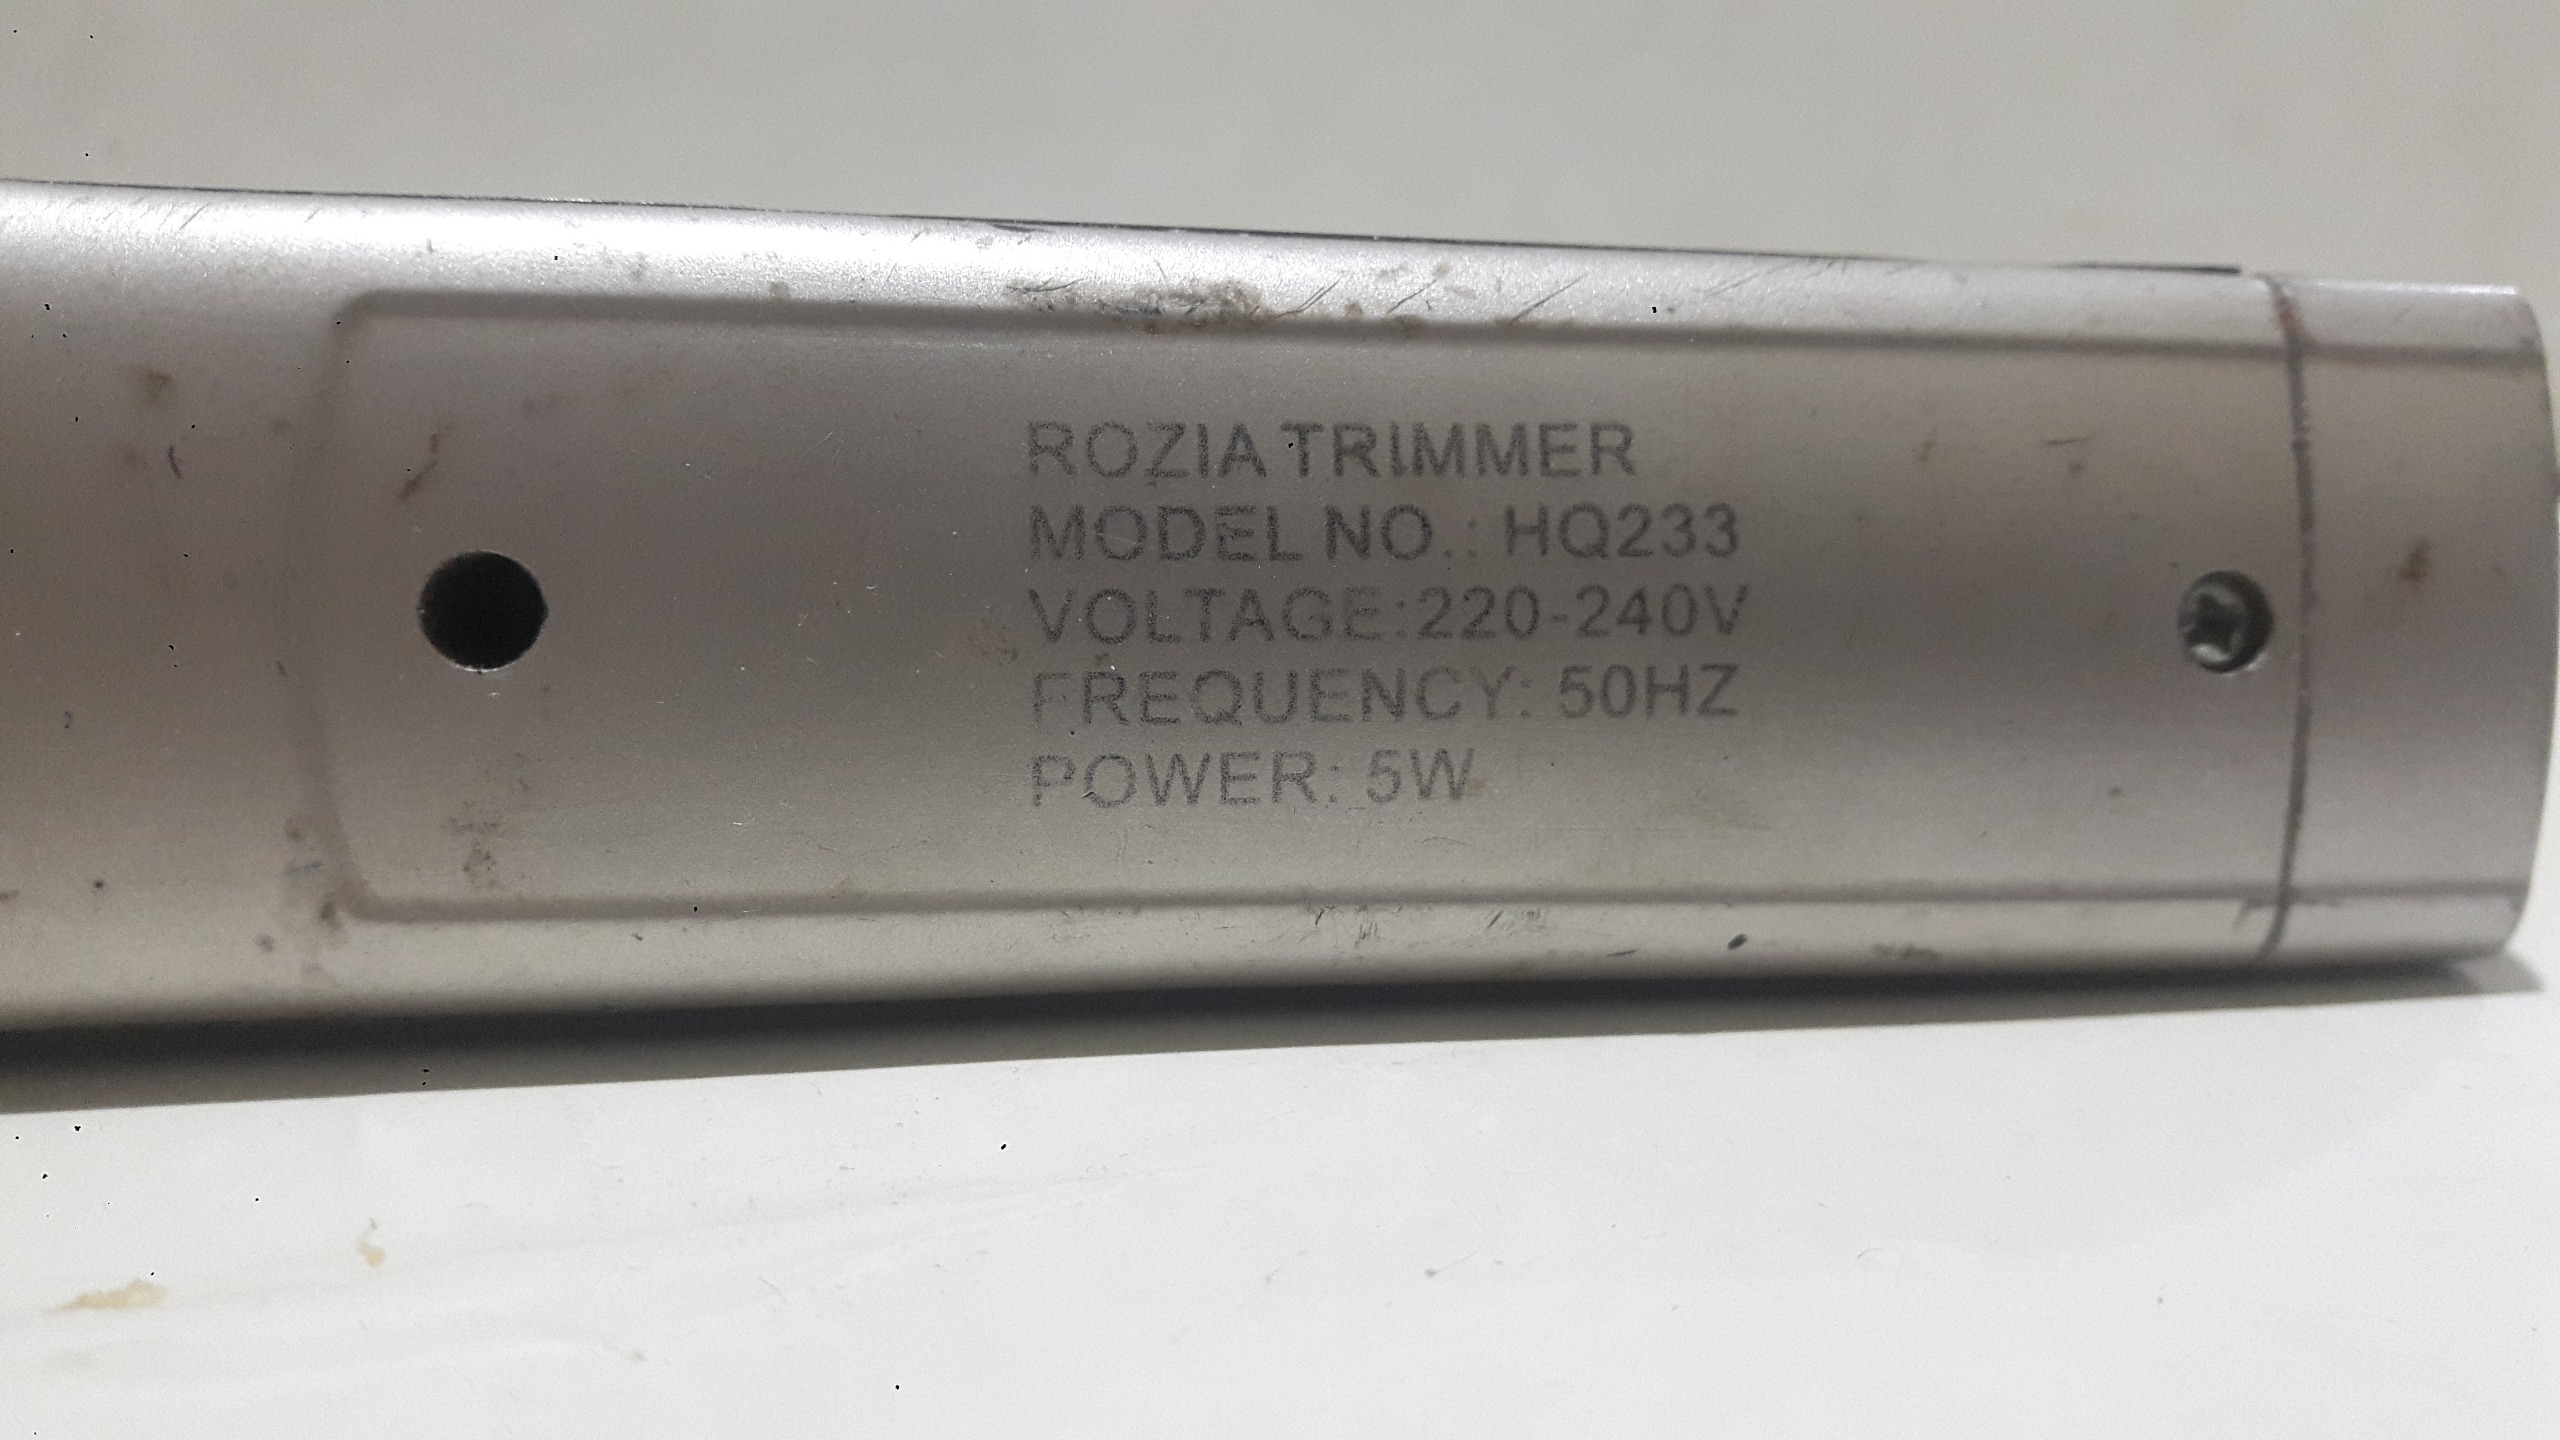 ROZIA TRIMMER
MODEL NO.: HQ233
VOLTAGE:220-240V
FREQUENCY: 50HZ
POWER: 5W